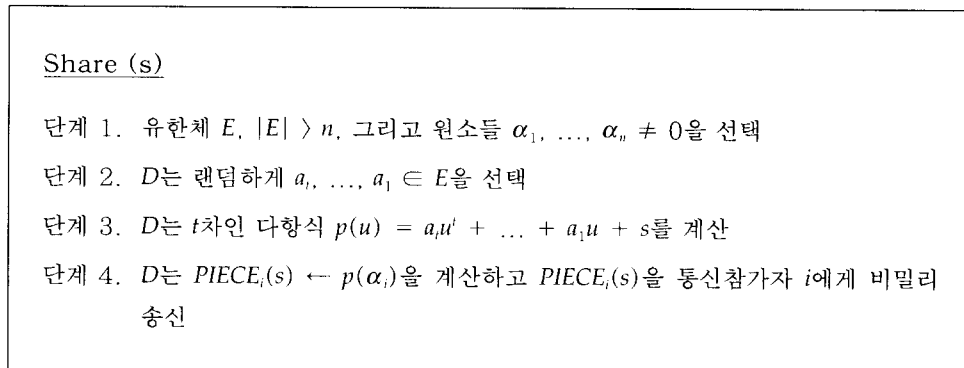 Share (s)
단계 1. 유한체 E, |E| > n, 그리고 원소들 α₁, ..., αₙ ≠ 0을 선택
단계 2. D는 랜덤하게 aₜ, ..., a₁ ∈ E을 선택
단계 3. D는 t차인 다항식 p(u) = aₜuᵗ + ... + a₁u + s를 계산
단계 4. D는 PIECEᵢ(s) ← p(αᵢ)을 계산하고 PIECEᵢ(s)을 통신참가자 i에게 비밀리
송신